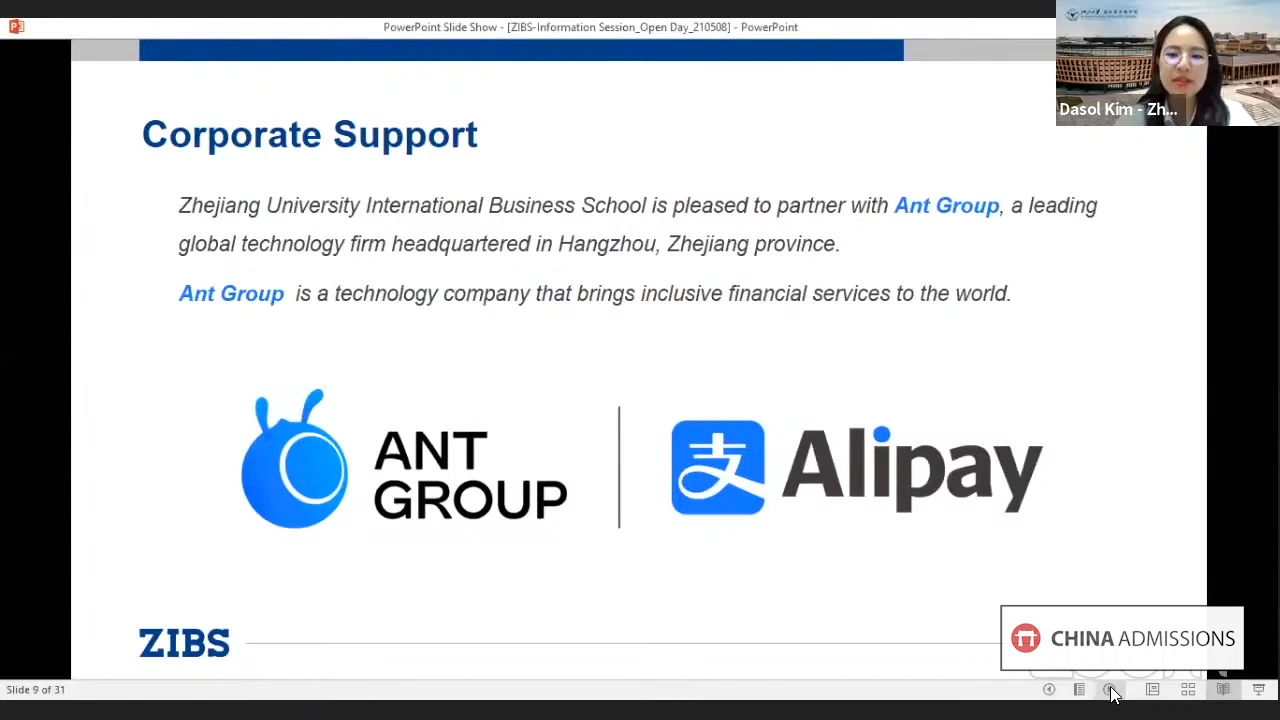 PowerPoint Slide Show - [ZIBS-Information Session_Open Day_210508] - PowerPoint
Dasol Kim - Zh...
Corporate Support
Zhejiang University International Business School is pleased to partner with Ant Group, a leading
global technology firm headquartered in Hangzhou, Zhejiang province.
Ant Group is a technology company that brings inclusive financial services to the world.
ANT
GROUP
支 Alipay
ZIBS
CHINA ADMISSIONS
Slide 9 of 31